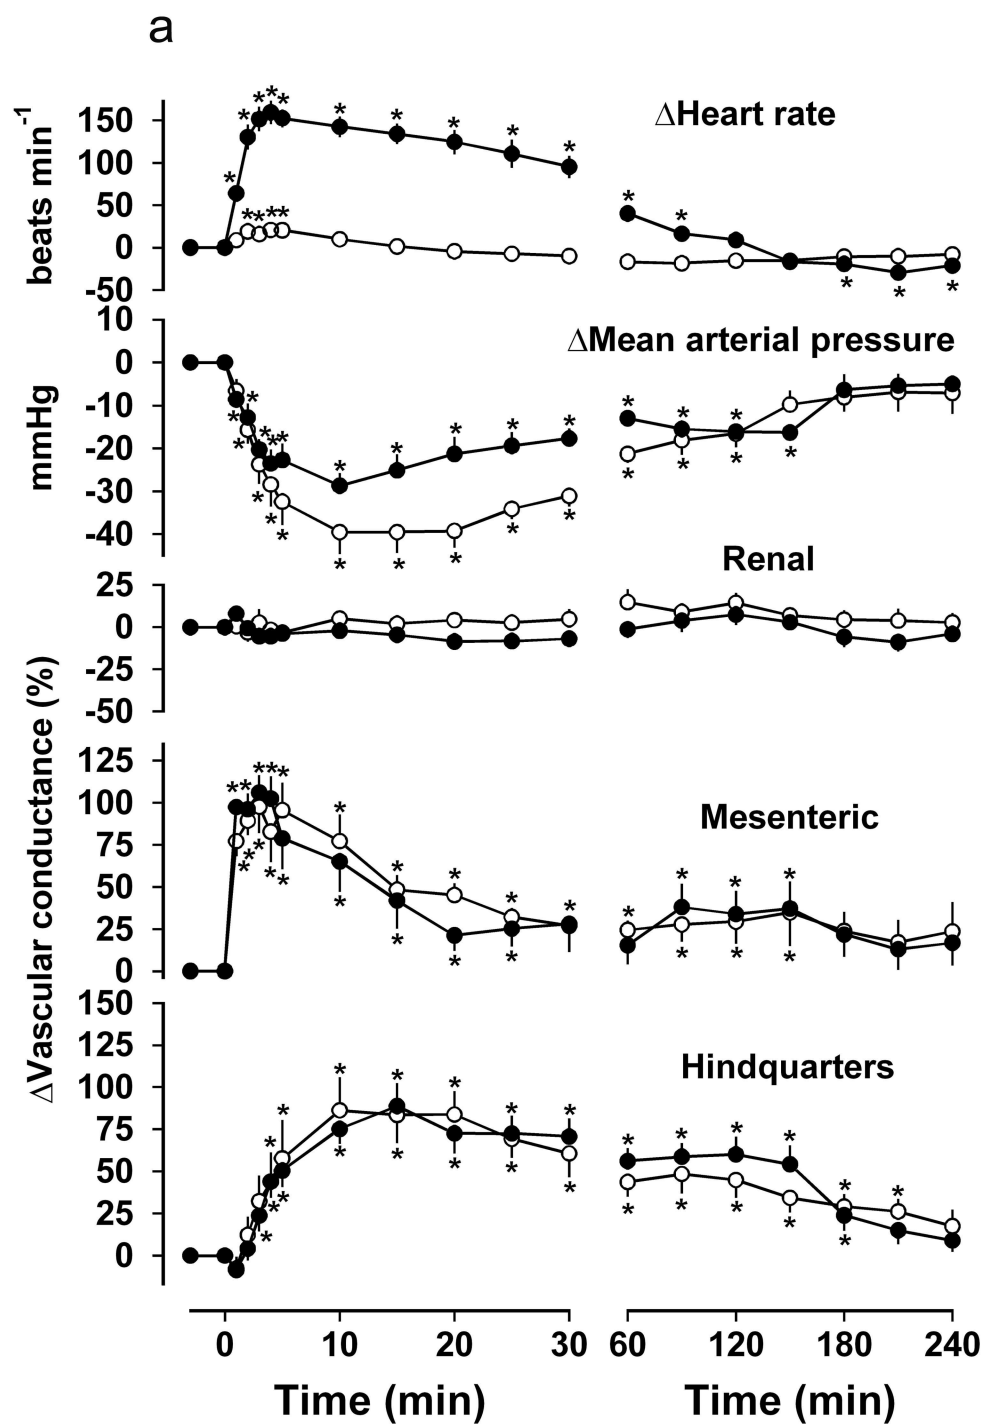 a
ΔHeart rate
beats min-1
150
100
50
0
-50
ΔMean arterial pressure
mmHg
10
0
-10
-20
-30
-40
Renal
ΔVascular conductance (%)
25
0
-25
-50
Mesenteric
125
100
75
50
25
0
Hindquarters
150
125
100
75
50
25
0
0 10 20 30 60 120 180 240
Time (min) Time (min)